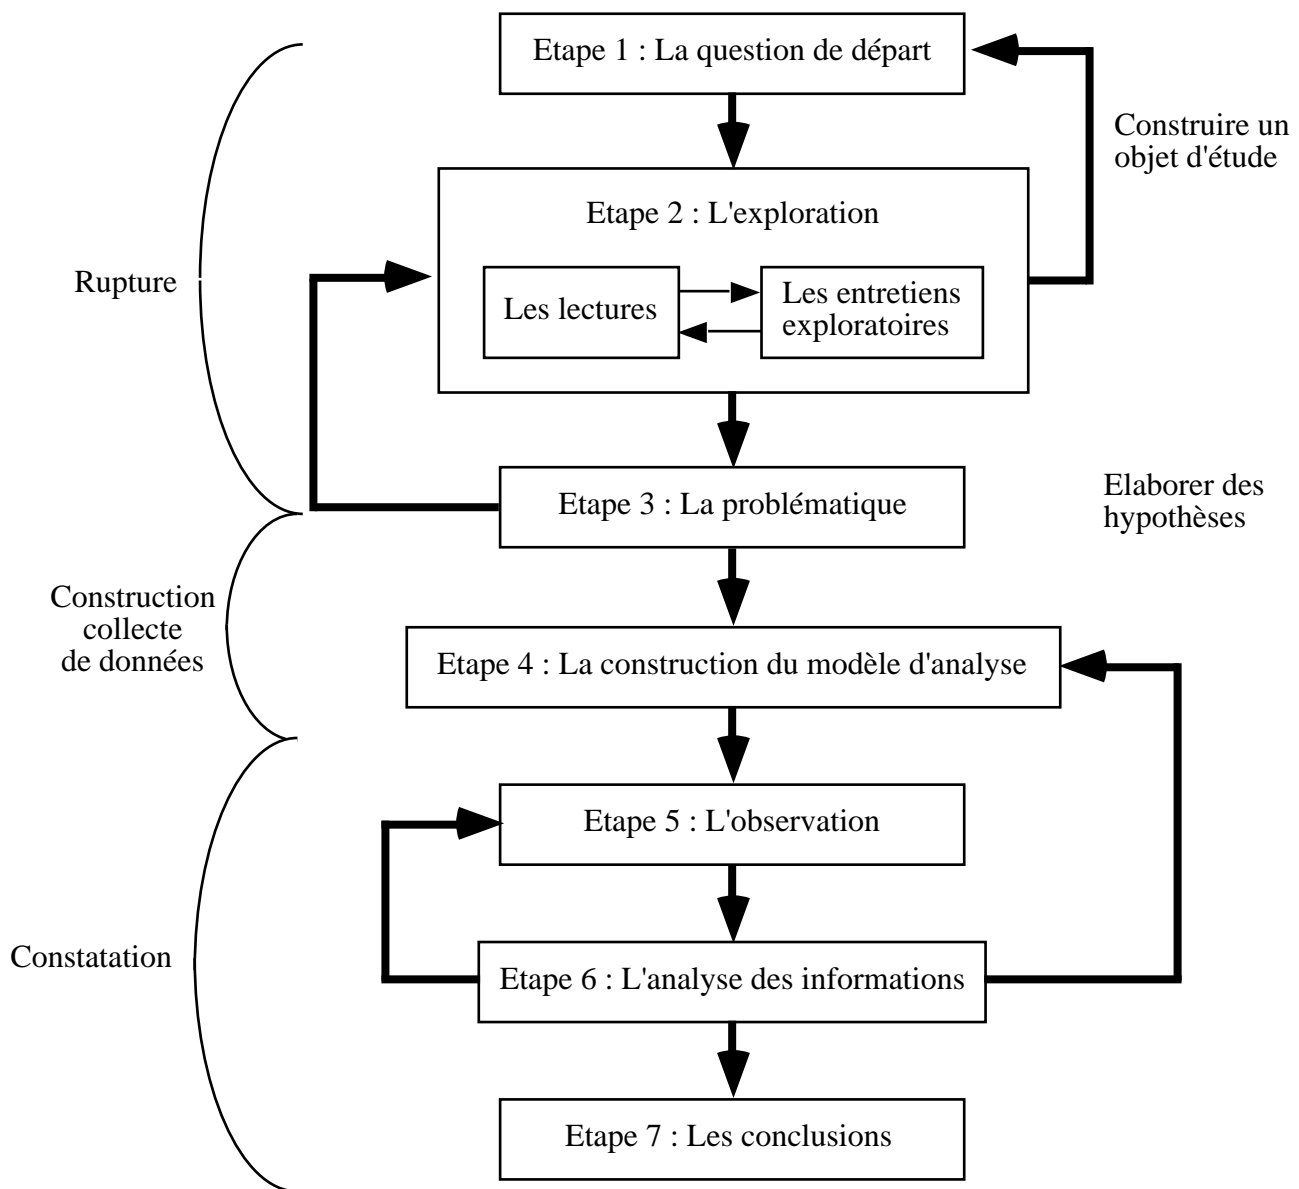 Etape 1 : La question de départ
Construire un
objet d'étude
Etape 2 : L'exploration
Rupture
Les lectures
Les entretiens
exploratoires
Etape 3 : La problématique
Elaborer des
hypothèses
Construction
collecte
de données
Etape 4 : La construction du modèle d'analyse
Etape 5 : L'observation
Constatation
Etape 6 : L'analyse des informations
Etape 7 : Les conclusions